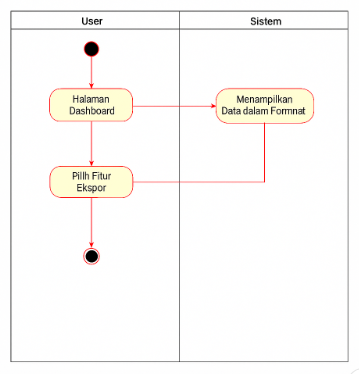 User
Sistem
Halaman
Dashboard
Menampilkan
Data dalam Formnat
Pilih Fitur
Ekspor